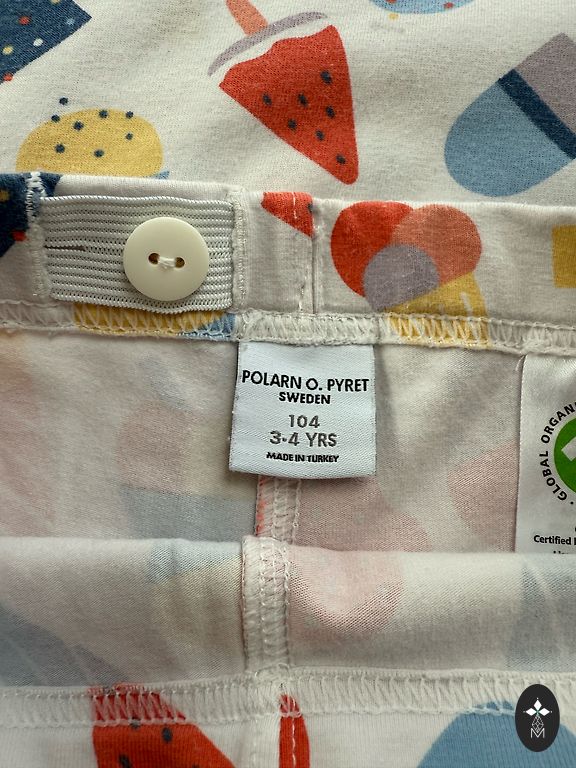 POLARN O. PYRET
SWEDEN
104
3-4 YRS
MADE IN TURKEY
GLOBAL ORGAN
Certified
M